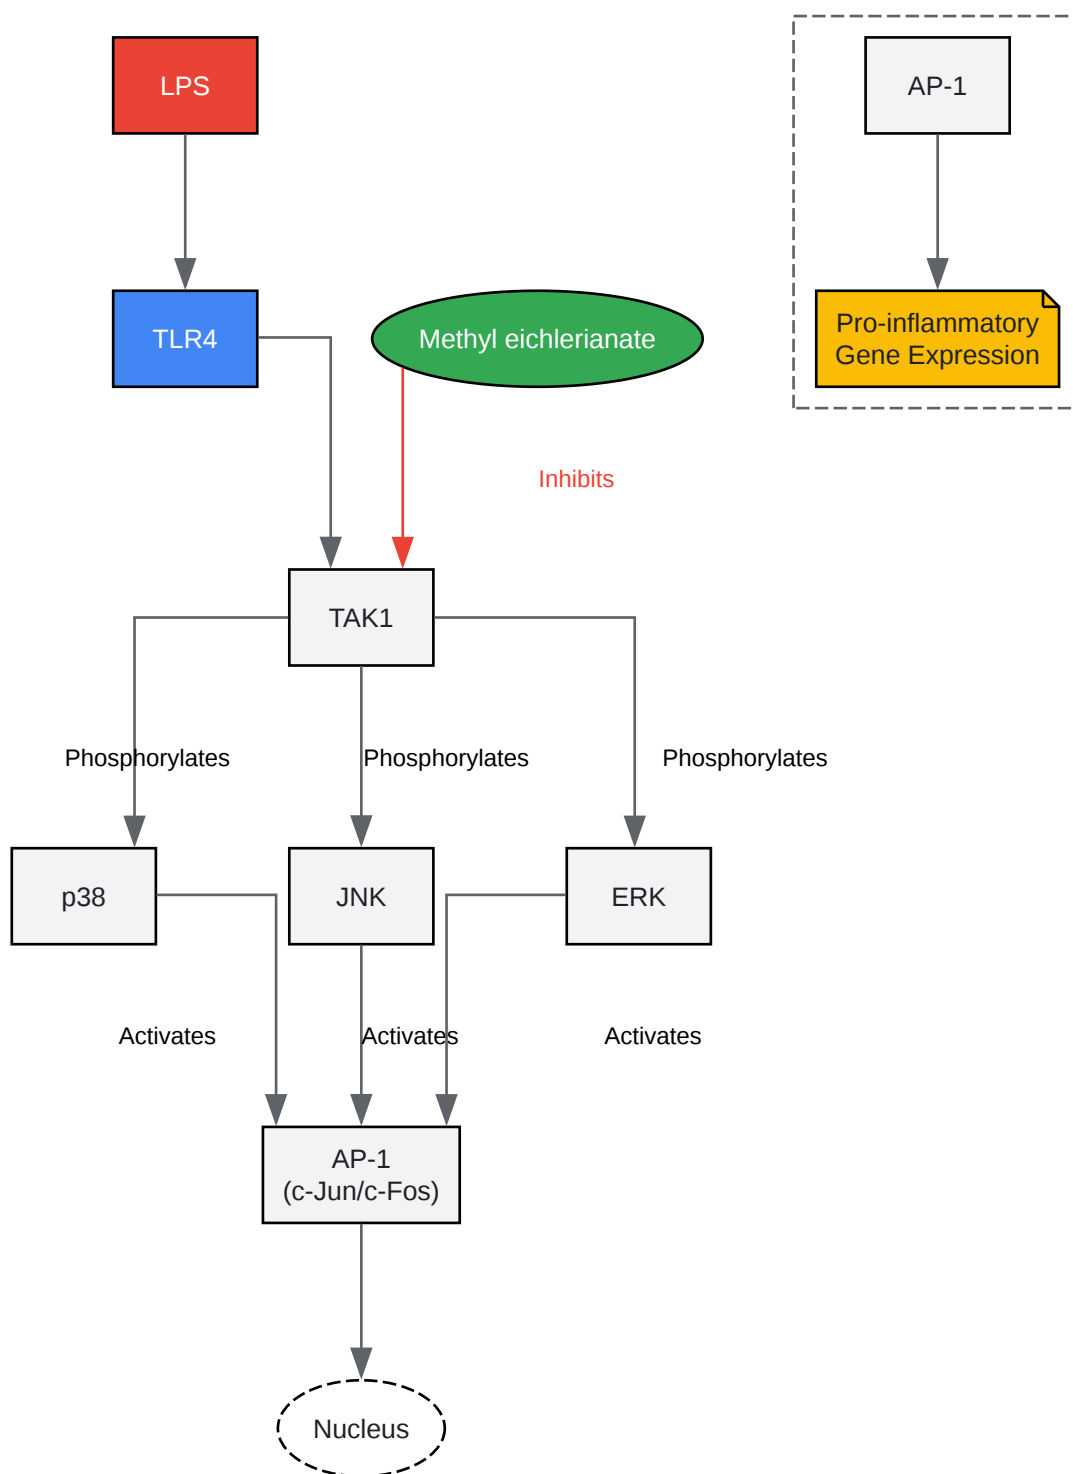 LPS
AP-1
TLR4
Methyl eichlerianate
Pro-inflammatory
Gene Expression
Inhibits
TAK1
Phosphorylates
Phosphorylates
Phosphorylates
p38
JNK
ERK
Activates
Activates
Activates
AP-1
(c-Jun/c-Fos)
Nucleus